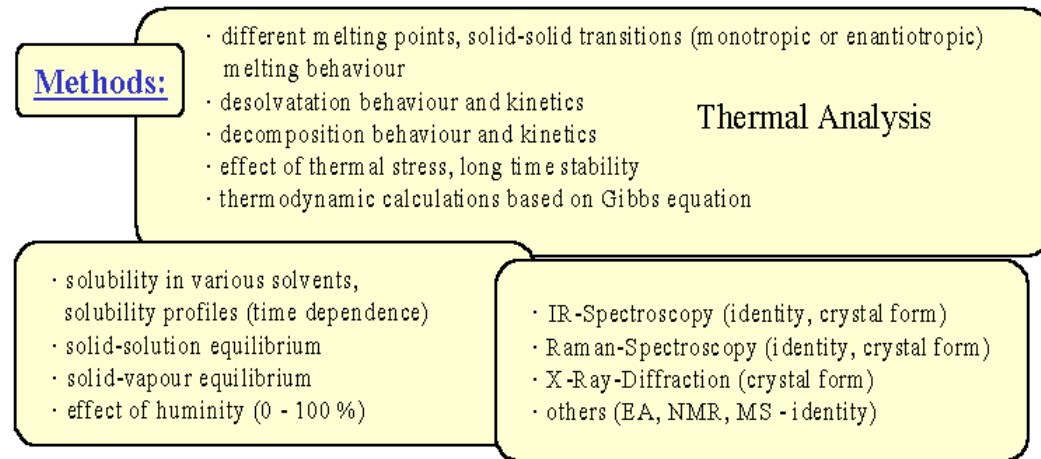 Methods:
· different melting points, solid-solid transitions (monotropic or enantiotropic)
melting behaviour
· desolvatation behaviour and kinetics
· decomposition behaviour and kinetics
· effect of thermal stress, long time stability
· thermodynamic calculations based on Gibbs equation
Thermal Analysis
· solubility in various solvents,
solubility profiles (time dependence)
· solid-solution equilibrium
· solid-vapour equilibrium
· effect of huminity (0 - 100 %)
· IR-Spectroscopy (identity, crystal form)
· Raman-Spectroscopy (identity, crystal form)
· X-Ray-Diffraction (crystal form)
· others (EA, NMR, MS - identity)